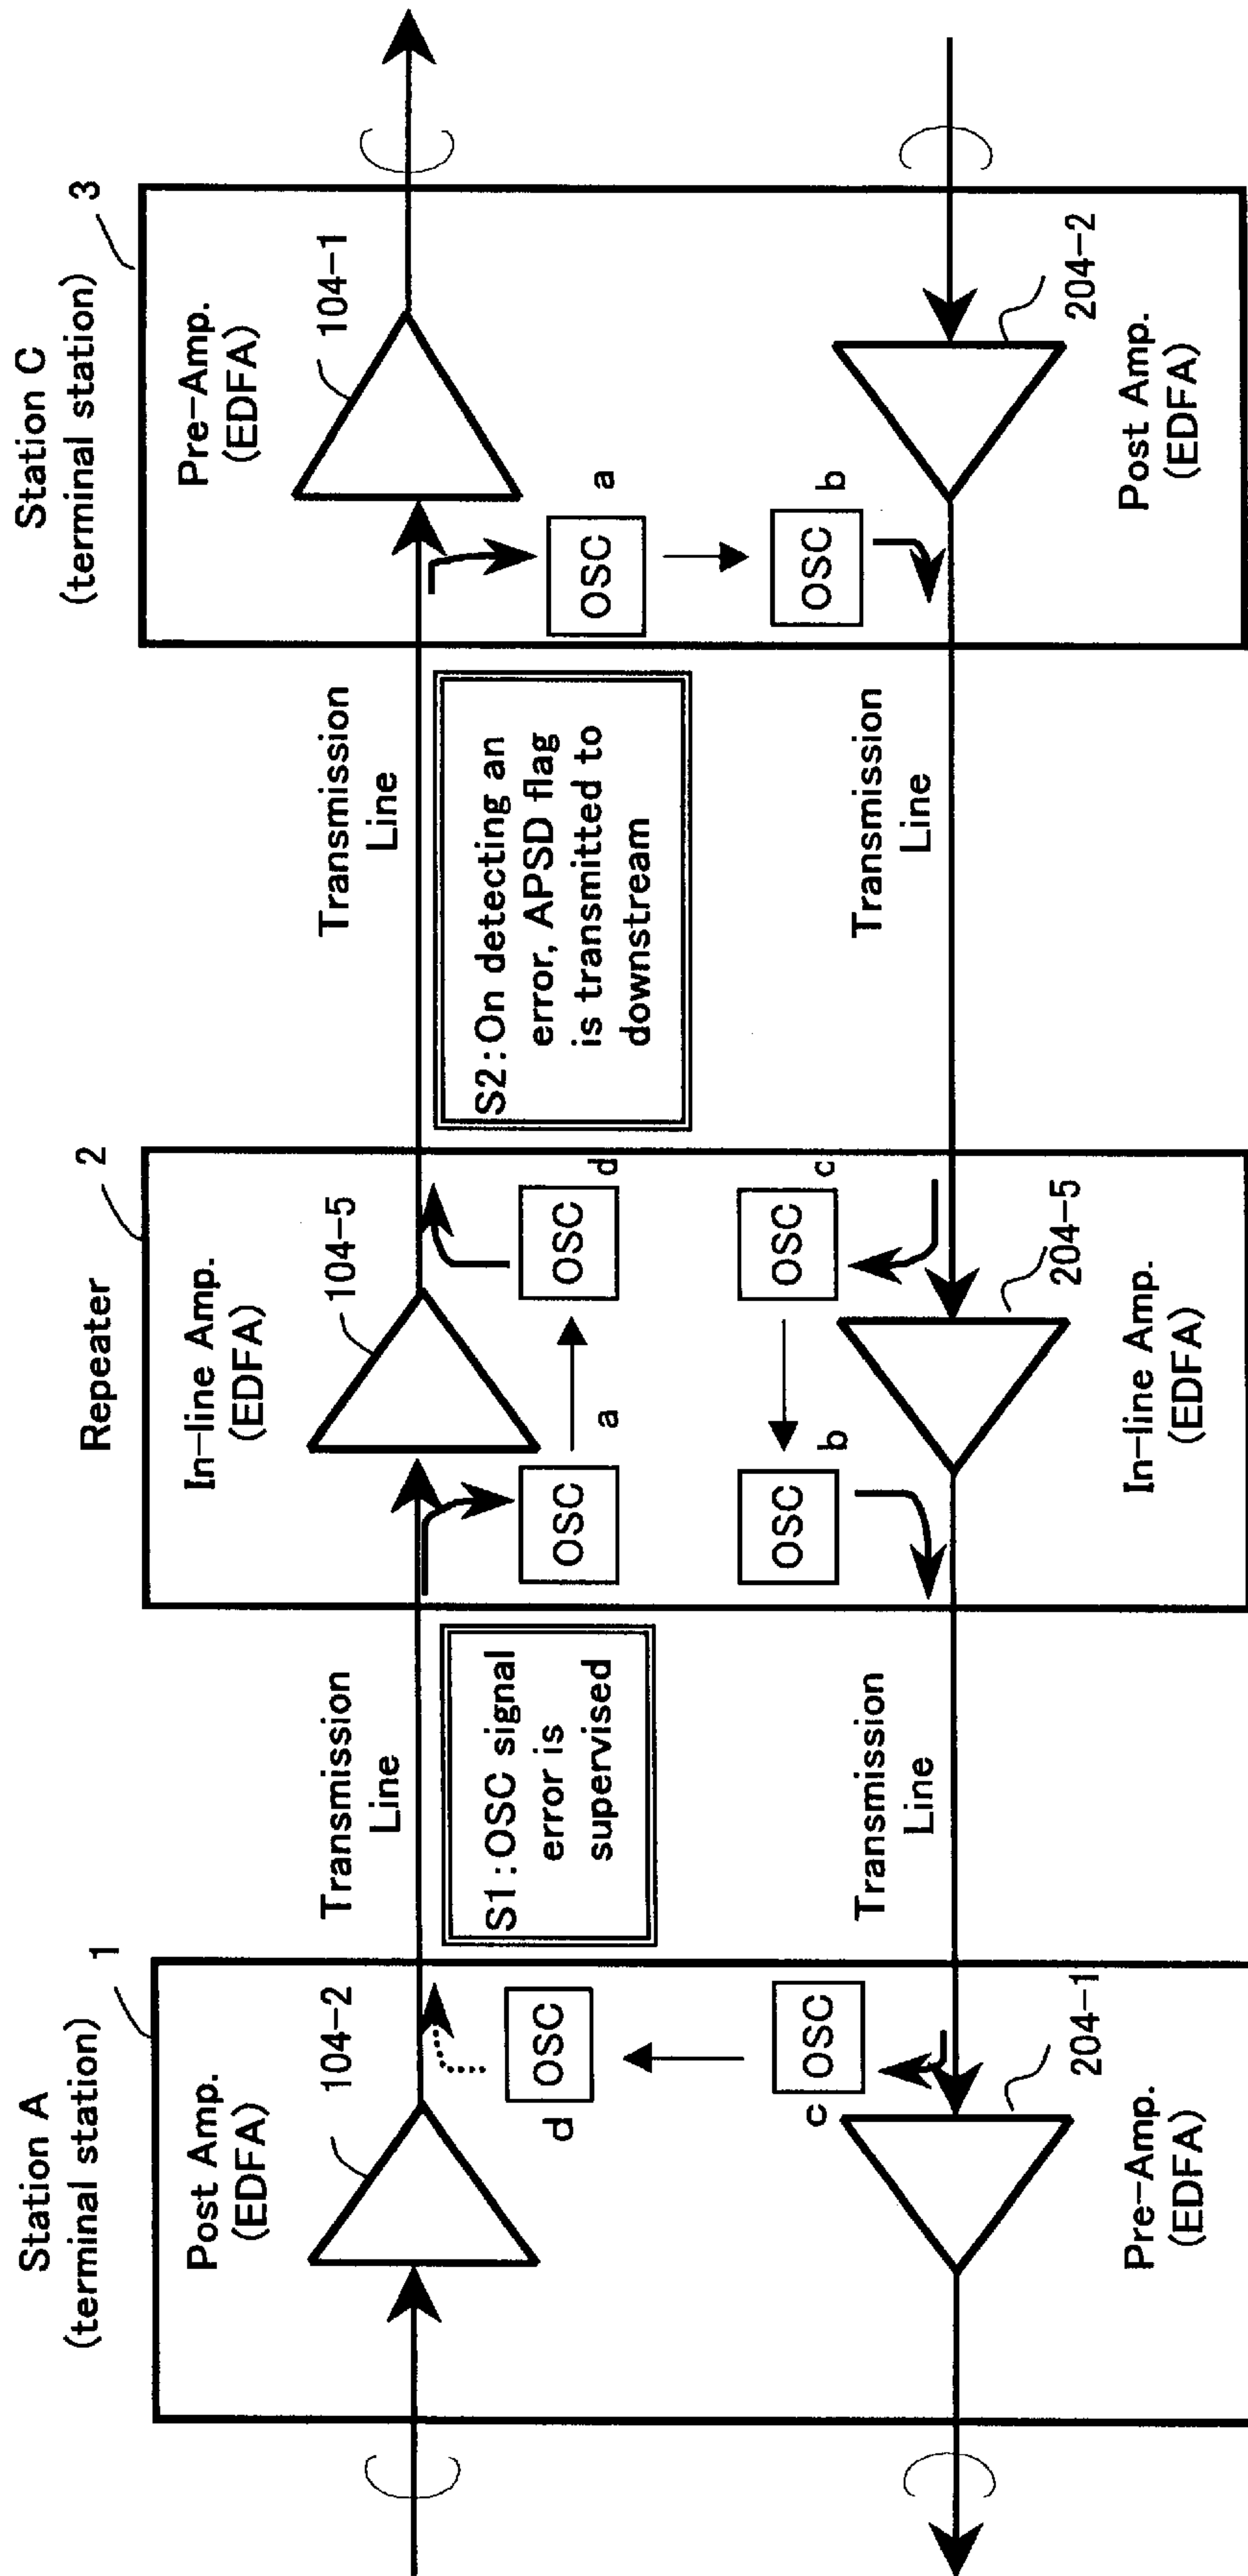 Station A
(terminal station)
1
Post Amp.
(EDFA)
104-2
OSC
d
OSC
c
204-1
Pre-Amp.
(EDFA)
Transmission
Line
S1:OSC signal
error is
supervised
Transmission
Line
Repeater
2
In-line Amp.
(EDFA)
104-5
OSC
a
OSC
d
OSC
b
OSC
c
204-5
In-line Amp.
(EDFA)
Transmission
Line
S2:On detecting an
error, APSD flag
is transmitted to
downstream
Transmission
Line
Station C
(terminal station)
3
Pre-Amp.
(EDFA)
104-1
OSC
a
OSC
b
204-2
Post Amp.
(EDFA)